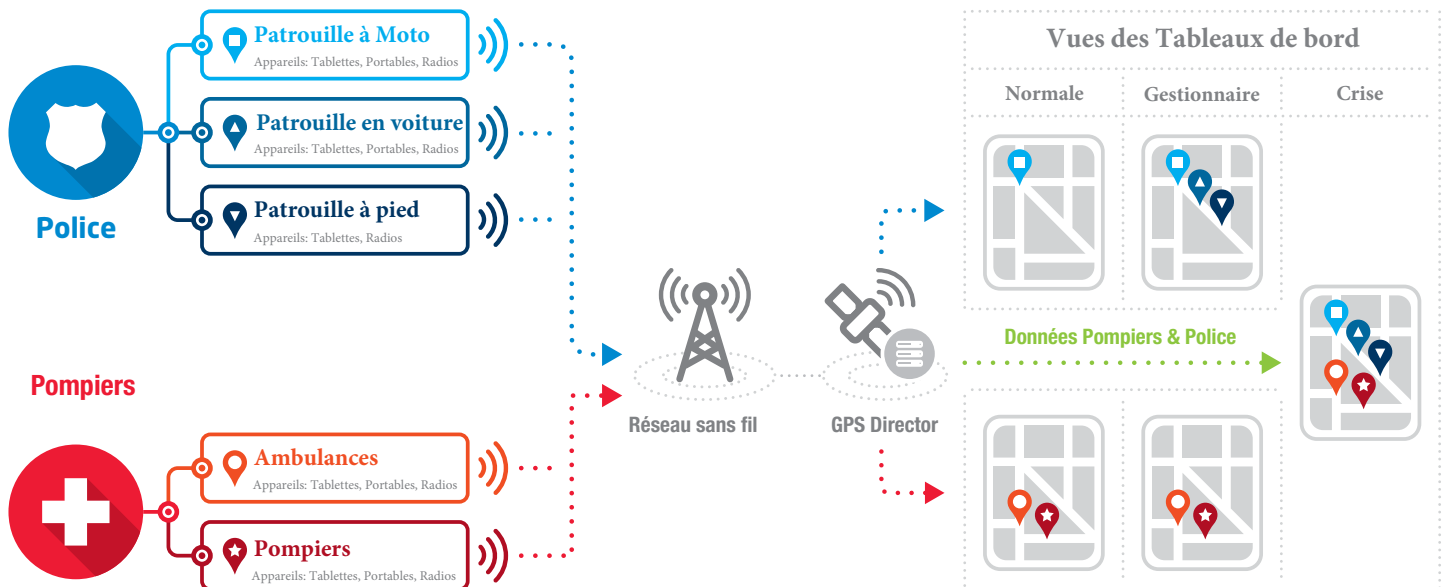 Patrouille à Moto
Appareils: Tablettes, Portables, Radios
Patrouille en voiture
Appareils: Tablettes, Portables, Radios
Patrouille à pied
Appareils: Tablettes, Radios
Police
Pompiers
Ambulances
Appareils: Tablettes, Portables, Radios
Pompiers
Appareils: Tablettes, Portables, Radios
Réseau sans fil
GPS Director
Vues des Tableaux de bord
Normale
Gestionnaire
Crise
Données Pompiers & Police